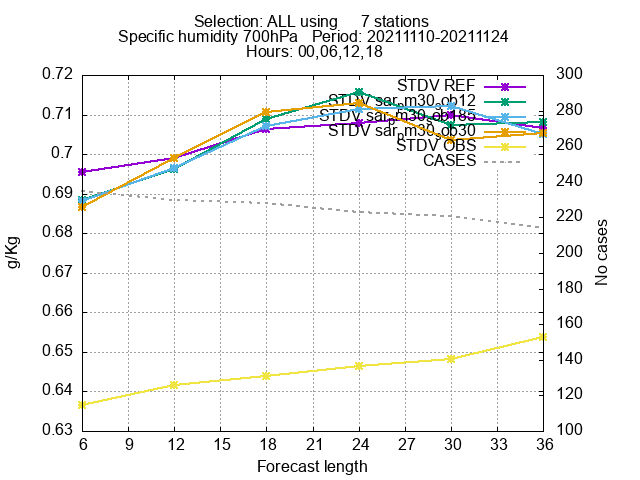 Selection: ALL using 7 stations
Specific humidity 700hPa Period: 20211110-20211124
Hours: 00,06,12,18
0.72
0.71
0.7
0.69
0.68
0.67
0.66
0.65
0.64
0.63
g/Kg
STDV REF
STDV sar_m30_ob12
STDV sar_m30_ob185
STDV sar_m30_ob30
STDV OBS
CASES
300
280
260
240
220
200
180
160
140
120
100
No cases
6 9 12 15 18 21 24 27 30 33 36
Forecast length